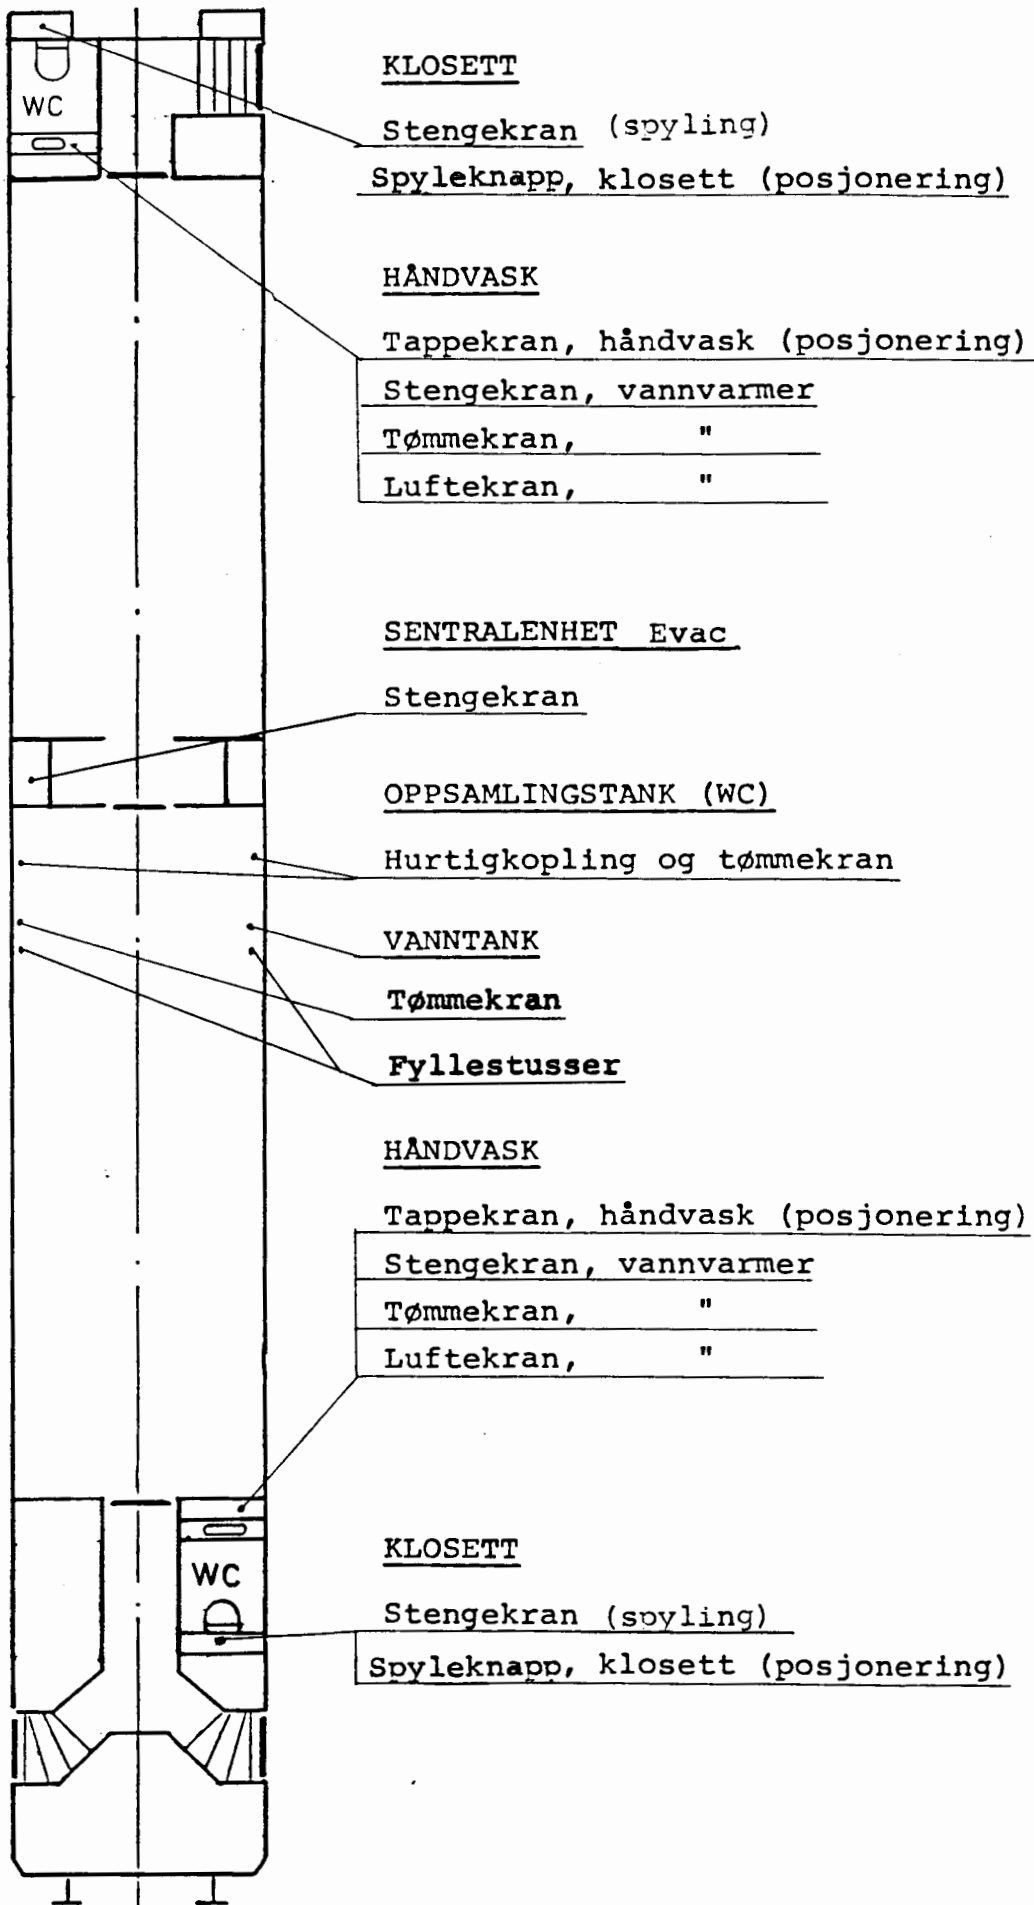 KLOSETT
WC
Stengekran (spyling)
Spyleknapp, klosett (posjonering)
HÅNDVASK
Tappekran, håndvask (posjonering)
Stengekran, vannvarmer
Tømmekran, "
Luftekran, "
SENTRALENHET Evac
Stengekran
OPPSAMLINGSTANK (WC)
Hurtigkopling og tømmekran
VANNTANK
Tømmekran
Fyllestusser
HÅNDVASK
Tappekran, håndvask (posjonering)
Stengekran, vannvarmer
Tømmekran, "
Luftekran, "
KLOSETT
WC
Stengekran (spyling)
Spyleknapp, klosett (posjonering)